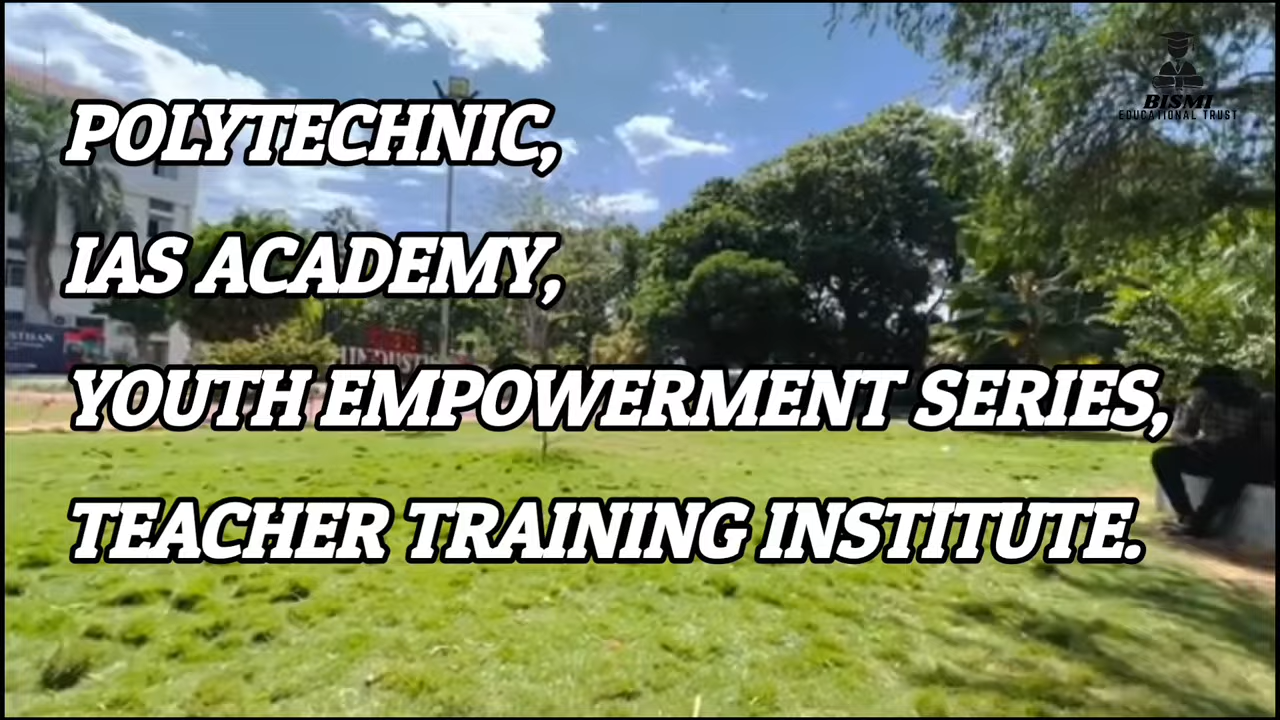 POLYTECHNIC,
IAS ACADEMY,
YOUTH EMPOWERMENT SERIES,
TEACHER TRAINING INSTITUTE.
BISMI
EDUCATIONAL TRUST